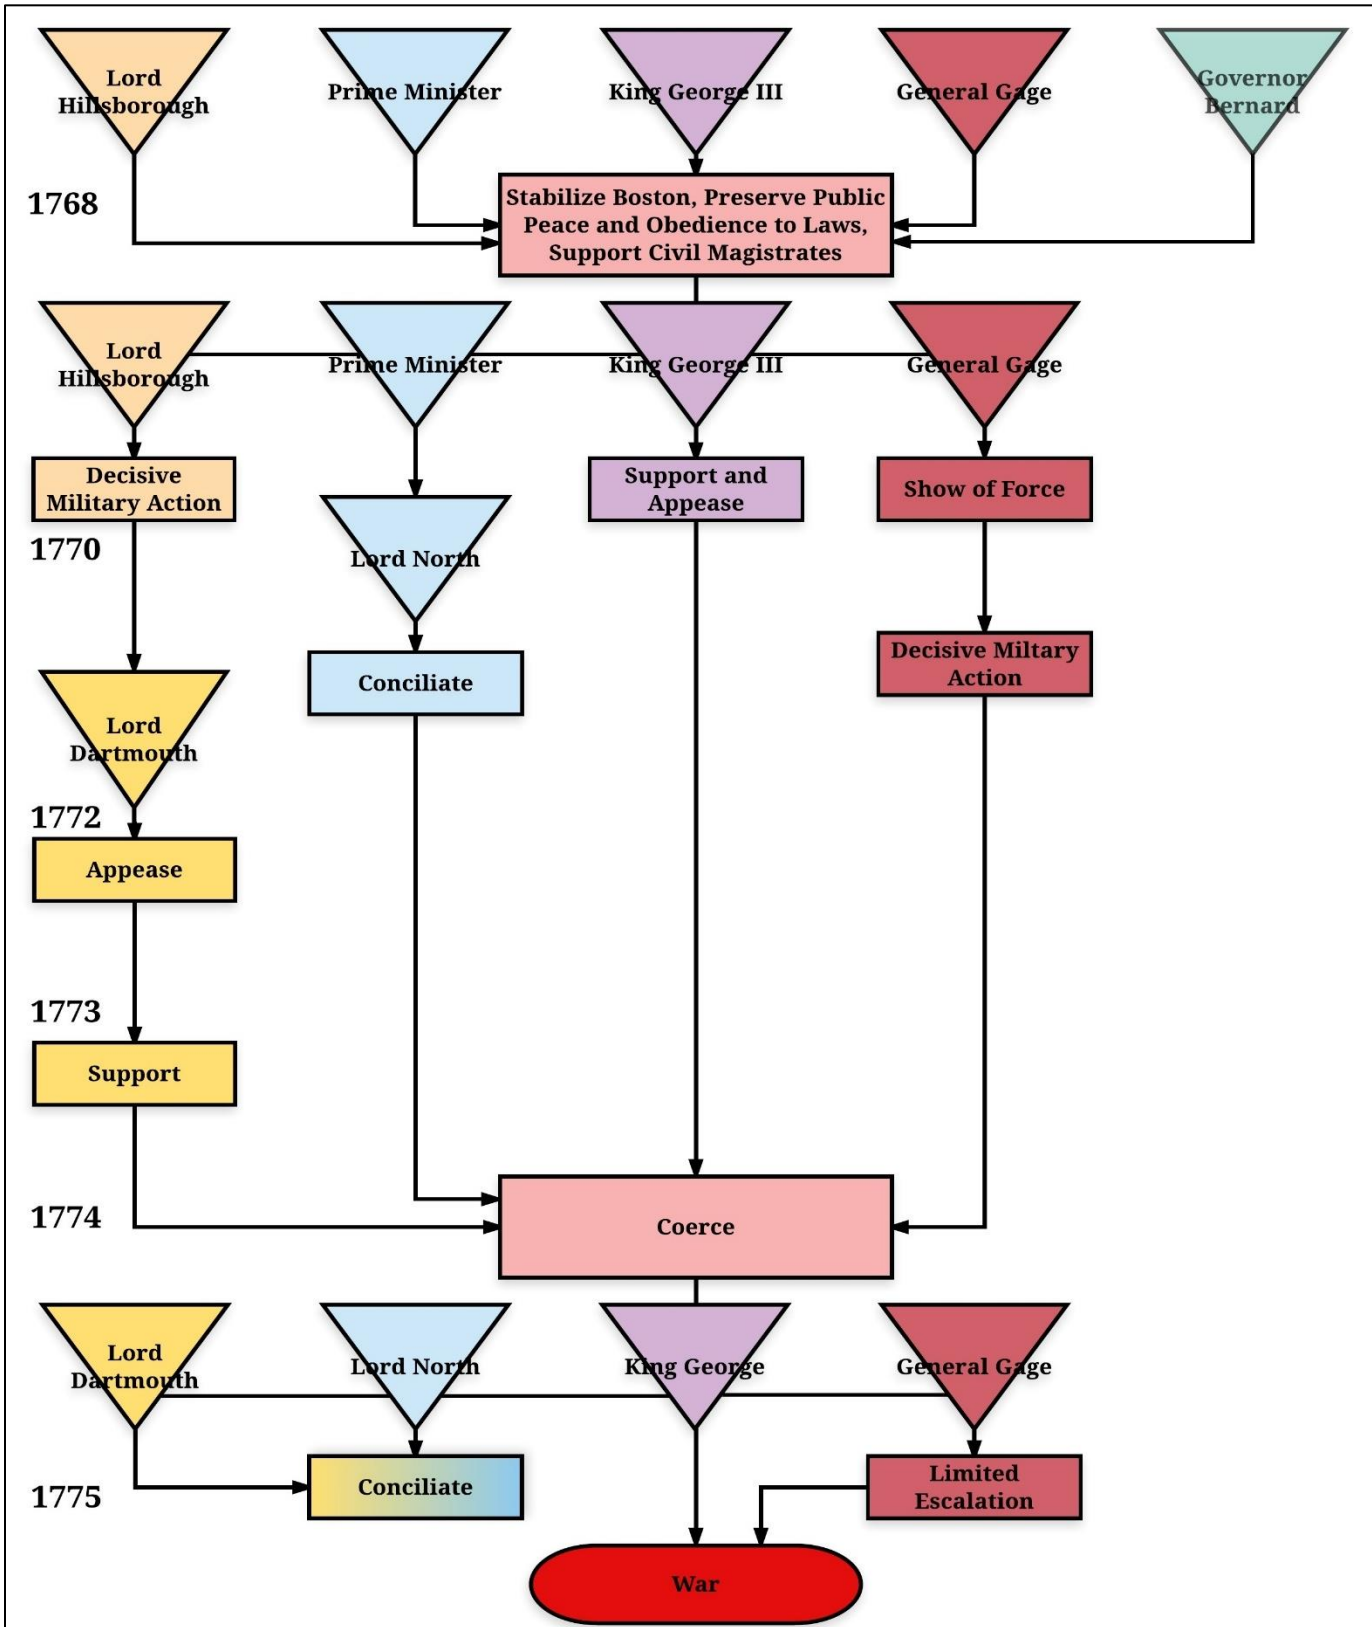 Lord
Hillsborough
Prime Minister
King George III
General Gage
Governor
Bernard
1768
Stabilize Boston, Preserve Public
Peace and Obedience to Laws,
Support Civil Magistrates
Lord
Hillsborough
Prime Minister
King George III
General Gage
Decisive
Military Action
Support and
Appease
Show of Force
1770
Lord North
Conciliate
Decisive Miltary
Action
Lord
Dartmouth
1772
Appease
1773
Support
1774
Coerce
Lord
Dartmouth
Lord North
King George
General Gage
1775
Conciliate
Limited
Escalation
War